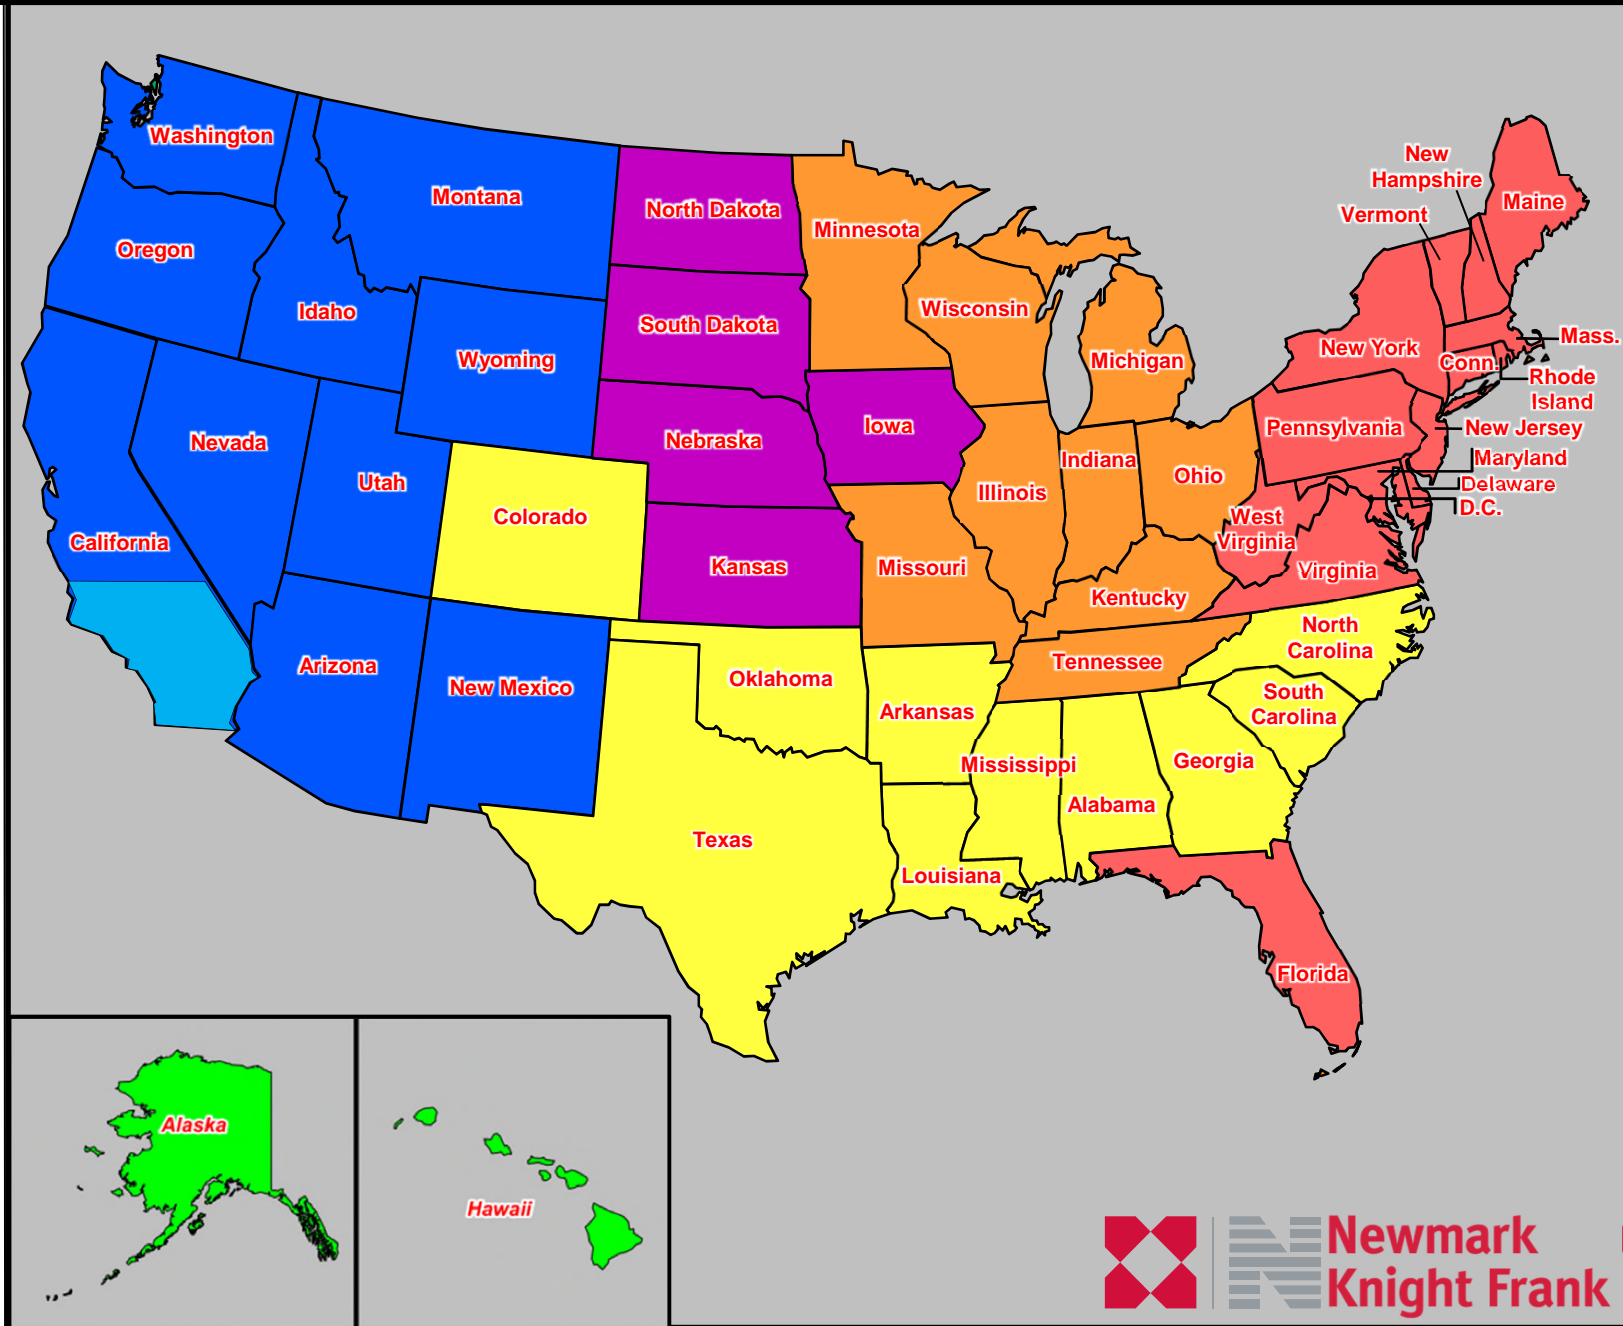 Washington
Montana
North Dakota
Minnesota
New
Hampshire
Maine
Vermont
Oregon
Idaho
Wyoming
South Dakota
Wisconsin
Michigan
New York
Mass.
Conn.
Rhode
Island
Nevada
Utah
Nebraska
Iowa
Illinois
Indiana
Ohio
Pennsylvania
New Jersey
Maryland
Delaware
D.C.
California
Colorado
Kansas
Missouri
Kentucky
West
Virginia
Virginia
Arizona
New Mexico
Oklahoma
Arkansas
Tennessee
North
Carolina
South
Carolina
Texas
Louisiana
Mississippi
Alabama
Georgia
Florida
Alaska
Hawaii
Newmark
Knight Frank